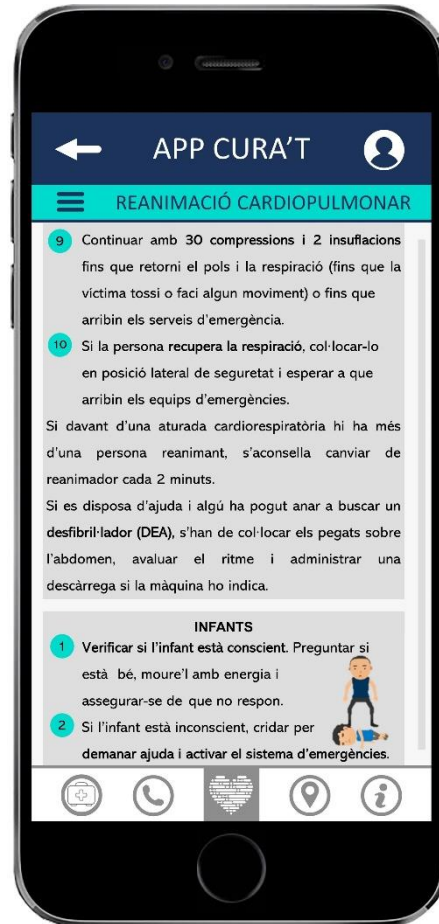 APP CURA'T
REANIMACIÓ CARDIOPULMONAR
9 Continuar amb 30 compressions i 2 insuflacions
fins que retorni el pols i la respiració (fins que la
víctima tossi o faci algun moviment) o fins que
arribin els serveis d'emergència.
10 Si la persona recupera la respiració, col·locar-lo
en posició lateral de seguretat i esperar a que
arribin els equips d'emergències.
Si davant d'una aturada cardiorespiratòria hi ha més
d'una persona reanimant, s'aconsella canviar de
reanimador cada 2 minuts.
Si es disposa d'ajuda i algú ha pogut anar a buscar un
desfibril·lador (DEA), s'han de col·locar els pegats sobre
l'abdomen, avaluar el ritme i administrar una
descàrrega si la màquina ho indica.
INFANTS
1 Verificar si l'infant està conscient. Preguntar si
està bé, moure'l amb energia i
assegurar-se de que no respon.
2 Si l'infant està inconscient, cridar per
demanar ajuda i activar el sistema d'emergències.